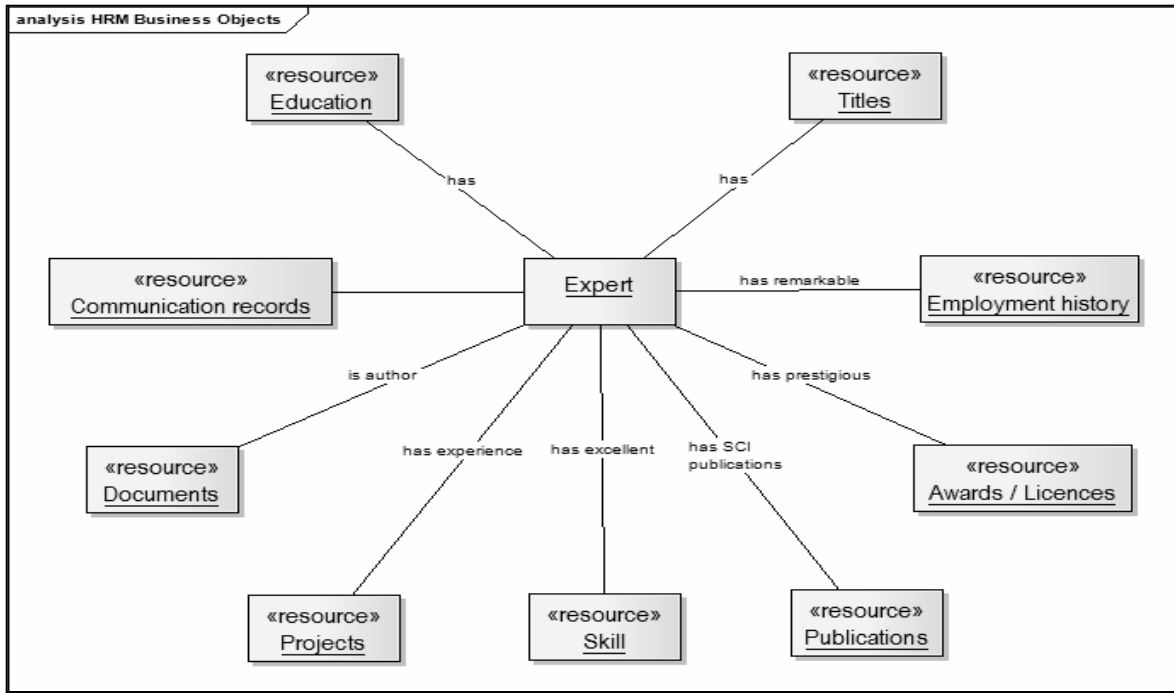 analysis HRM Business Objects
«resource»
Education
«resource»
Titles
has
has
«resource»
Communication records
Expert
has remarkable
«resource»
Employment history
is author
has prestigious
«resource»
Documents
has experience
has excellent
has SCI
publications
«resource»
Awards / Licences
«resource»
Projects
«resource»
Skill
«resource»
Publications